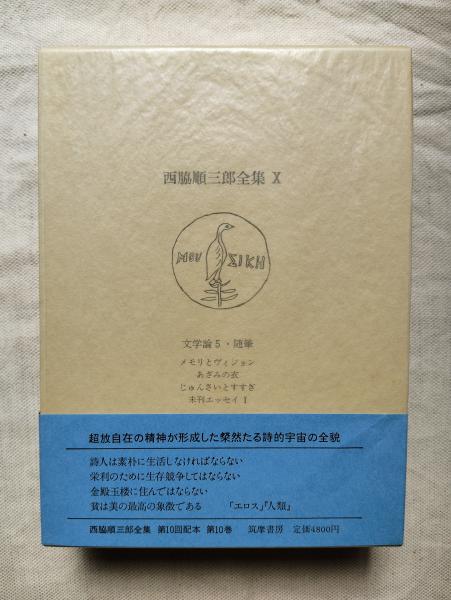 西脇順三郎全集 X
ΜΟΥ ΣΙΚΗ
文学論 5・随筆
メモリとヴィジョン
あざみの衣
じゅんさいとすずき
未刊エッセイ I
超放自在の精神が形成した燦然たる詩的宇宙の全貌
詩人は素朴に生活しなければならない
栄利のために生存競争してはならない
金殿玉楼に住んではならない
貧は美の最高の象徴である 「エロス」『人類』
西脇順三郎全集 第10回配本 第10巻 筑摩書房 定価4800円